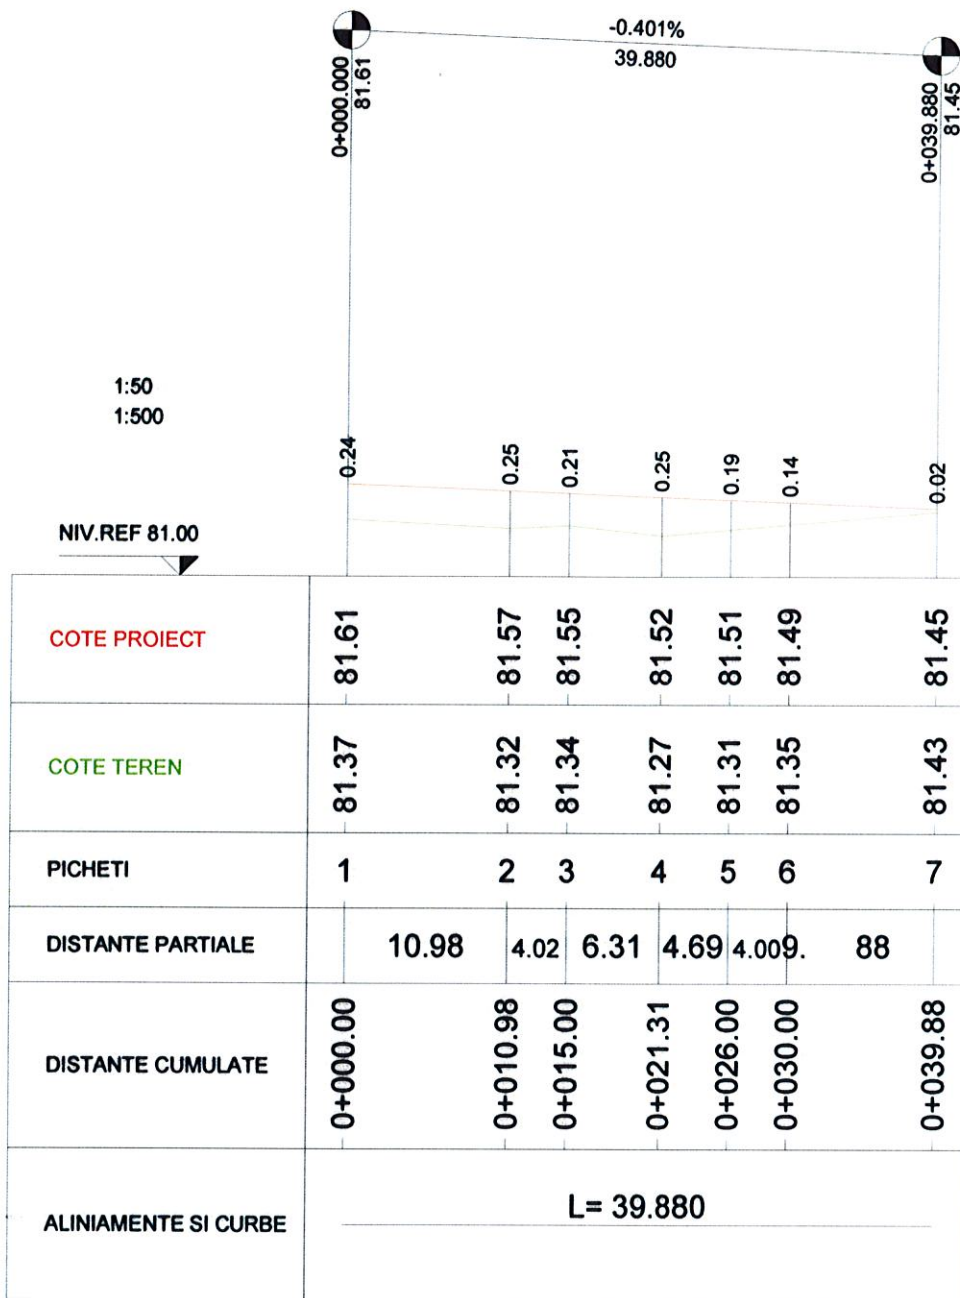 -0.401%
39.880
0+000.000
81.61
0+039.880
81.45
1:50
1:500
0.24 0.25 0.21 0.25 0.19 0.14 0.02
NIV.REF 81.00
COTE PROIECT 81.61 81.57 81.55 81.52 81.51 81.49 81.45
COTE TEREN 81.37 81.32 81.34 81.27 81.31 81.35 81.43
PICHETI 1 2 3 4 5 6 7
DISTANTE PARTIALE 10.98 4.02 6.31 4.69 4.00 9. 88
DISTANTE CUMULATE 0+000.00 0+010.98 0+015.00 0+021.31 0+026.00 0+030.00 0+039.88
ALINIAMENTE SI CURBE L= 39.880